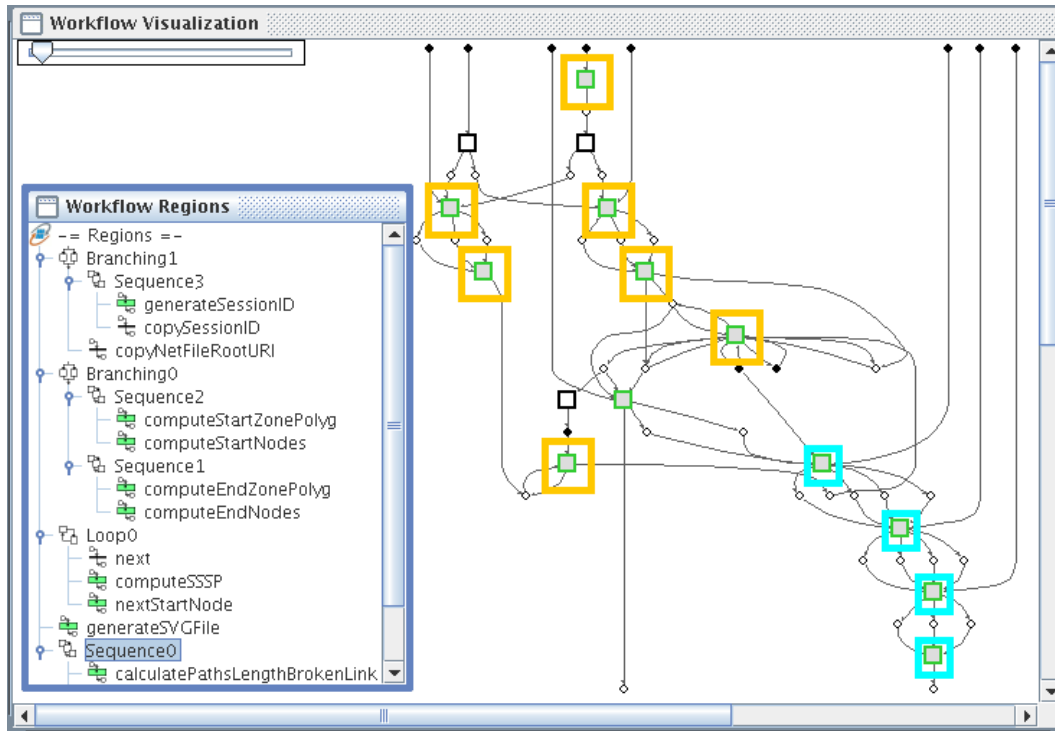 Workflow Visualization
Workflow Regions
-= Regions =-
Branching1
Sequence3
generateSessionID
copySessionID
copyNetFileRootURI
Branching0
Sequence2
computeStartZonePolyg
computeStartNodes
Sequence1
computeEndZonePolyg
computeEndNodes
Loop0
next
computeSSSP
nextStartNode
generateSVGFile
Sequence0
calculatePathsLengthBrokenLink